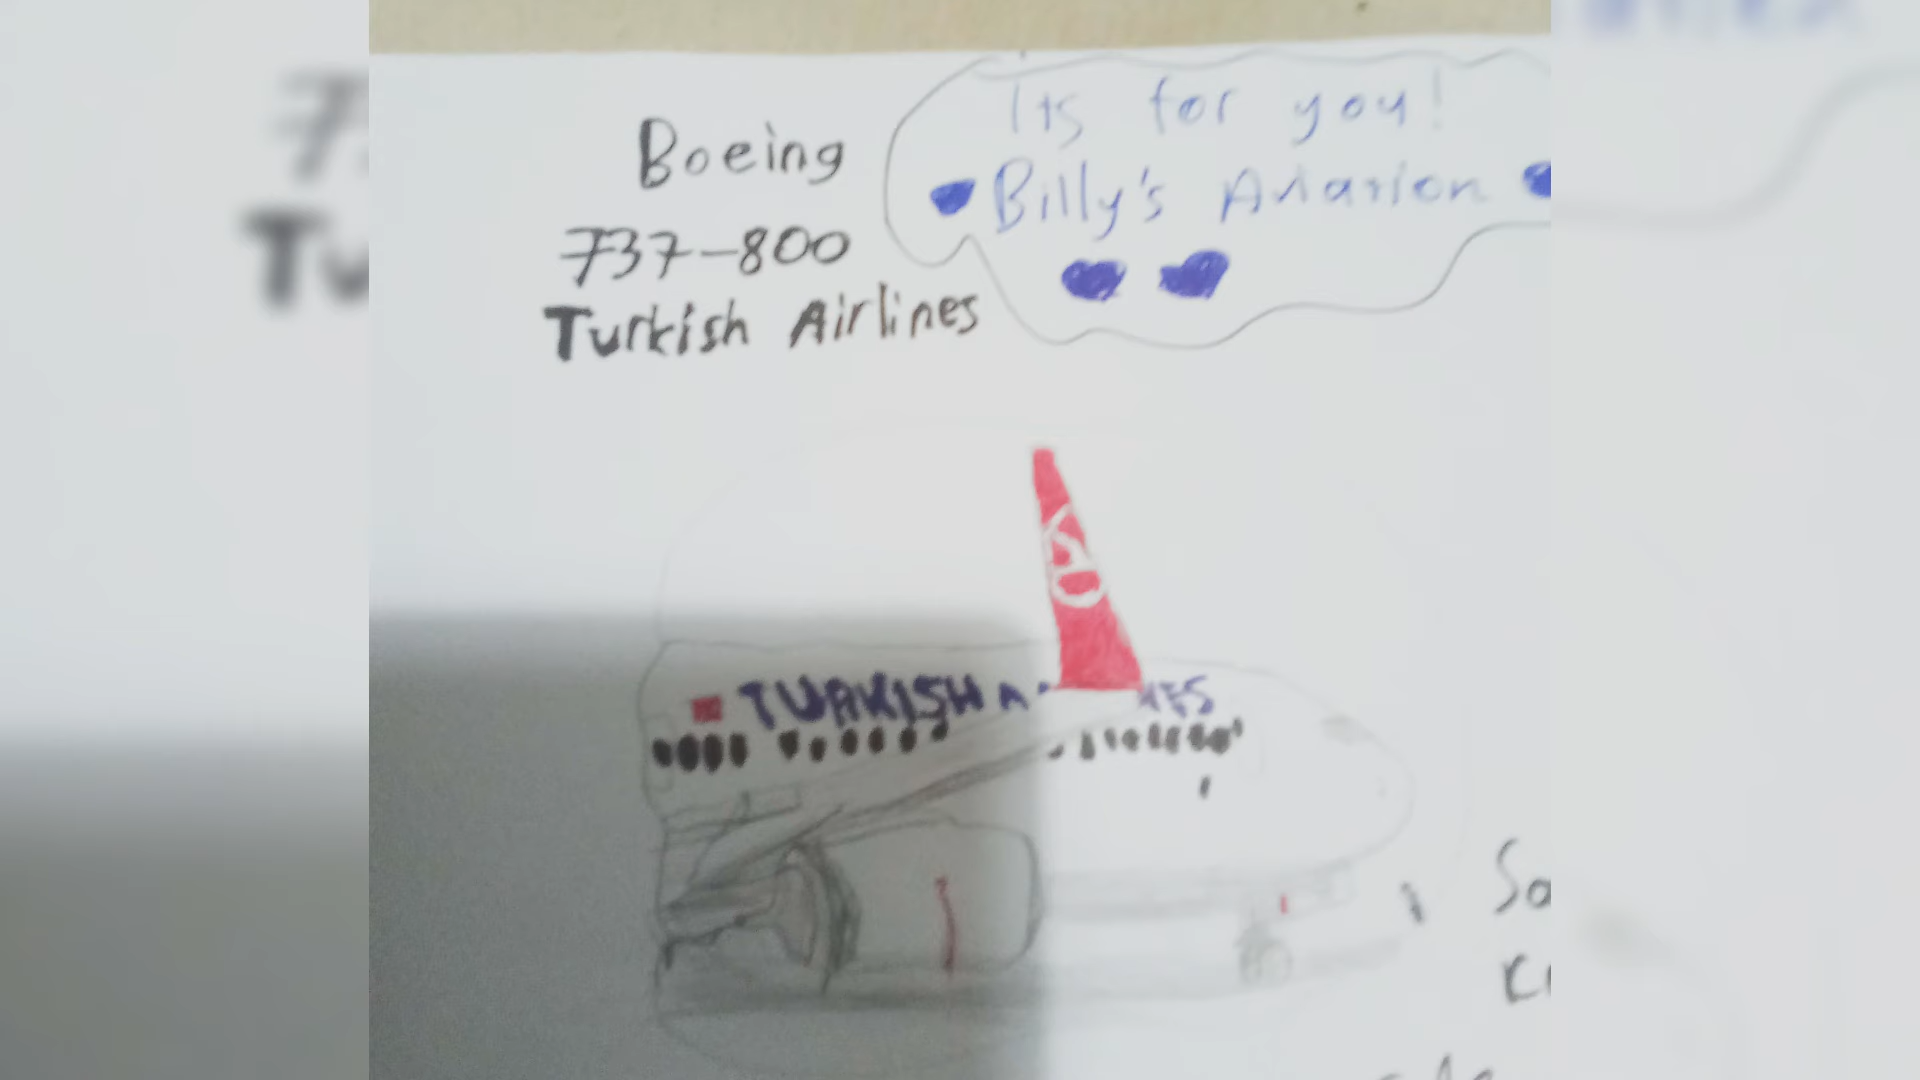 Its for you!
Billy's Aviation
Boeing
737-800
Turkish Airlines
TURKISH